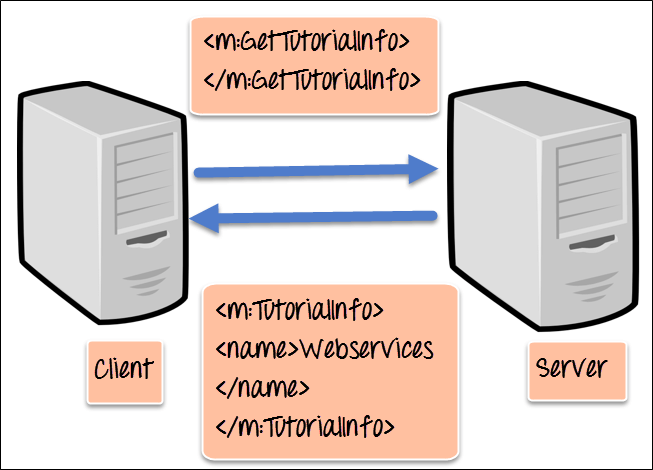 <m:GetTutorialInfo>
</m:GetTutorialInfo>
<m:TutorialInfo>
<name>Webservices
</name>
</m:TutorialInfo>
Client
Server